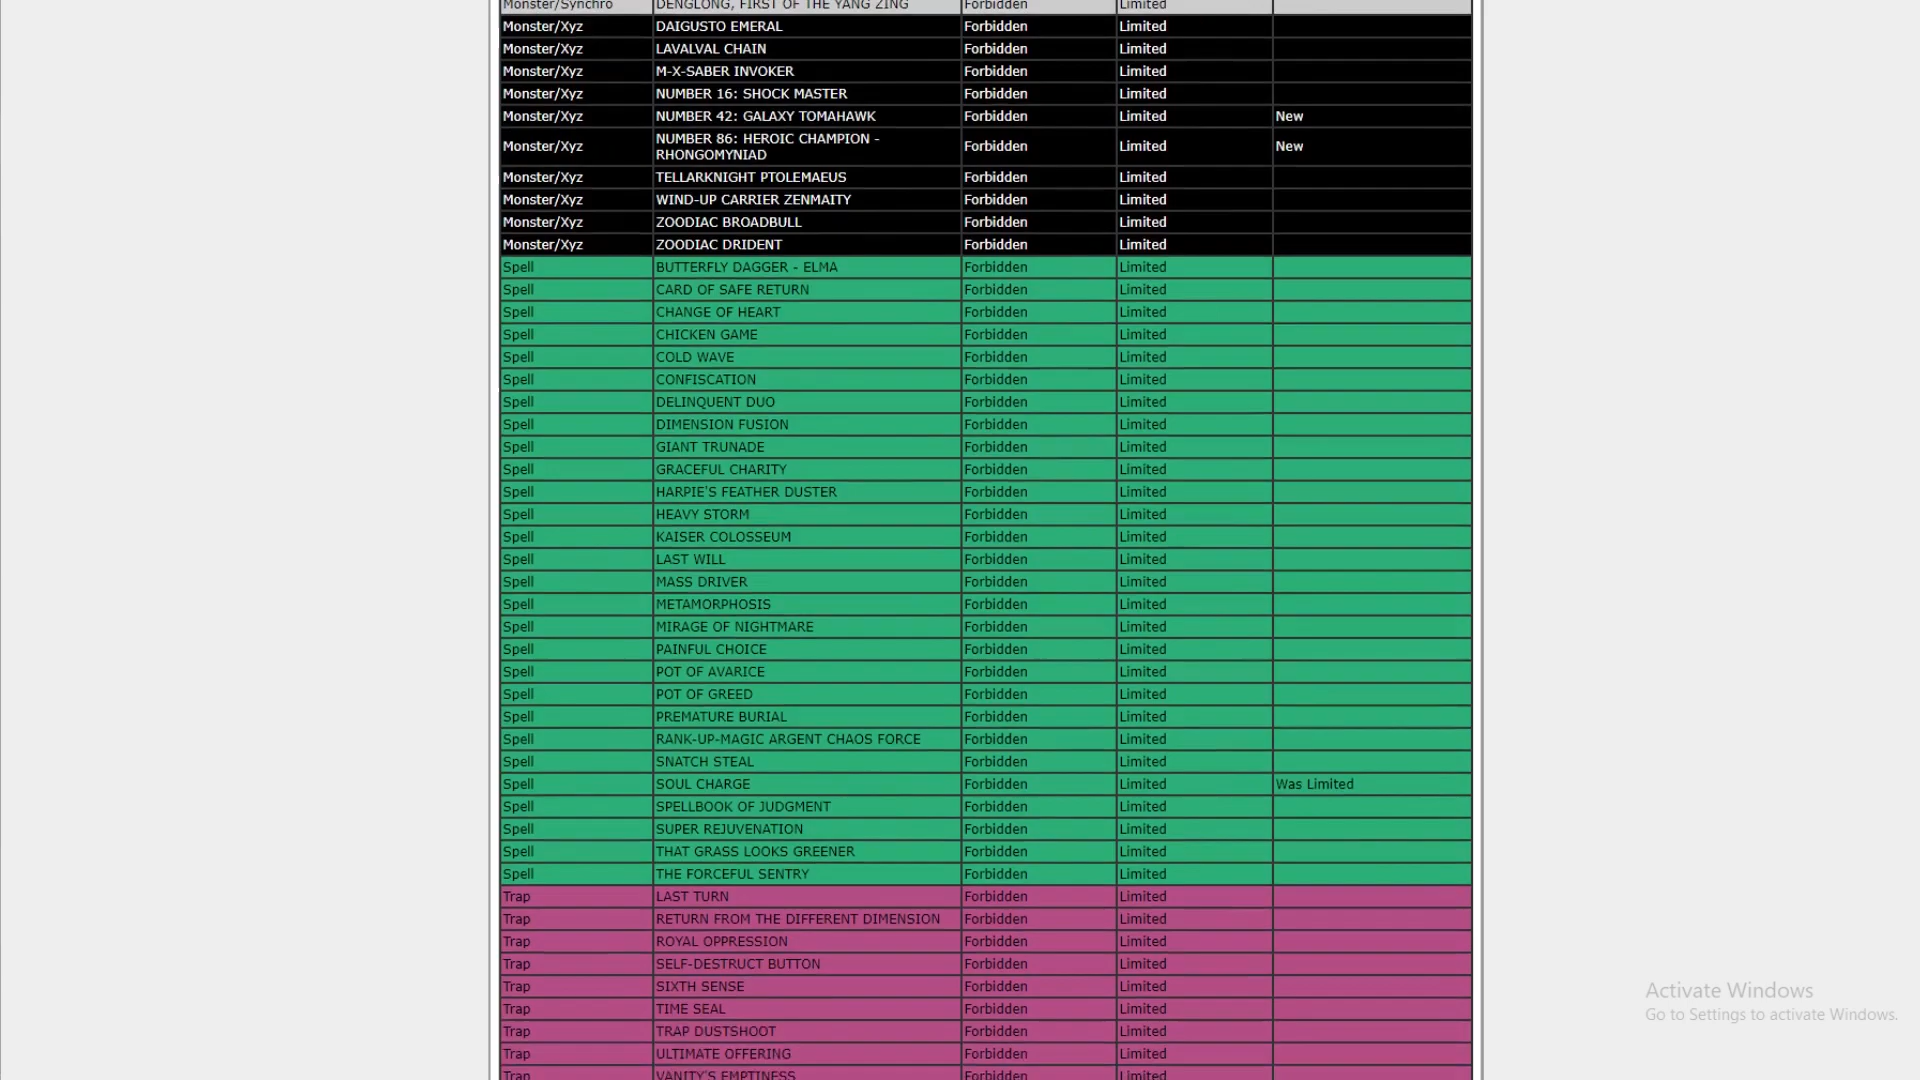 Monster/Synchro DENGLONG, FIRST OF THE YANG ZING Forbidden Limited
Monster/Xyz DAIGUSTO EMERAL Forbidden Limited
Monster/Xyz LAVALVAL CHAIN Forbidden Limited
Monster/Xyz M-X-SABER INVOKER Forbidden Limited
Monster/Xyz NUMBER 16: SHOCK MASTER Forbidden Limited
Monster/Xyz NUMBER 42: GALAXY TOMAHAWK Forbidden Limited New
Monster/Xyz NUMBER 86: HEROIC CHAMPION - Forbidden Limited New
RHONGOMYNIAD
Monster/Xyz TELLARKNIGHT PTOLEMAEUS Forbidden Limited
Monster/Xyz WIND-UP CARRIER ZENMAITY Forbidden Limited
Monster/Xyz ZOODIAC BROADBULL Forbidden Limited
Monster/Xyz ZOODIAC DRIDENT Forbidden Limited
Spell BUTTERFLY DAGGER - ELMA Forbidden Limited
Spell CARD OF SAFE RETURN Forbidden Limited
Spell CHANGE OF HEART Forbidden Limited
Spell CHICKEN GAME Forbidden Limited
Spell COLD WAVE Forbidden Limited
Spell CONFISCATION Forbidden Limited
Spell DELINQUENT DUO Forbidden Limited
Spell DIMENSION FUSION Forbidden Limited
Spell GIANT TRUNADE Forbidden Limited
Spell GRACEFUL CHARITY Forbidden Limited
Spell HARPIE'S FEATHER DUSTER Forbidden Limited
Spell HEAVY STORM Forbidden Limited
Spell KAISER COLOSSEUM Forbidden Limited
Spell LAST WILL Forbidden Limited
Spell MASS DRIVER Forbidden Limited
Spell METAMORPHOSIS Forbidden Limited
Spell MIRAGE OF NIGHTMARE Forbidden Limited
Spell PAINFUL CHOICE Forbidden Limited
Spell POT OF AVARICE Forbidden Limited
Spell POT OF GREED Forbidden Limited
Spell PREMATURE BURIAL Forbidden Limited
Spell RANK-UP-MAGIC ARGENT CHAOS FORCE Forbidden Limited
Spell SNATCH STEAL Forbidden Limited
Spell SOUL CHARGE Forbidden Limited Was Limited
Spell SPELLBOOK OF JUDGMENT Forbidden Limited
Spell SUPER REJUVENATION Forbidden Limited
Spell THAT GRASS LOOKS GREENER Forbidden Limited
Spell THE FORCEFUL SENTRY Forbidden Limited
Trap LAST TURN Forbidden Limited
Trap RETURN FROM THE DIFFERENT DIMENSION Forbidden Limited
Trap ROYAL OPPRESSION Forbidden Limited
Trap SELF-DESTRUCT BUTTON Forbidden Limited
Trap SIXTH SENSE Forbidden Limited
Trap TIME SEAL Forbidden Limited
Trap TRAP DUSTSHOOT Forbidden Limited
Trap ULTIMATE OFFERING Forbidden Limited
Trap VANITY'S EMPTINESS Forbidden Limited
Activate Windows
Go to Settings to activate Windows.